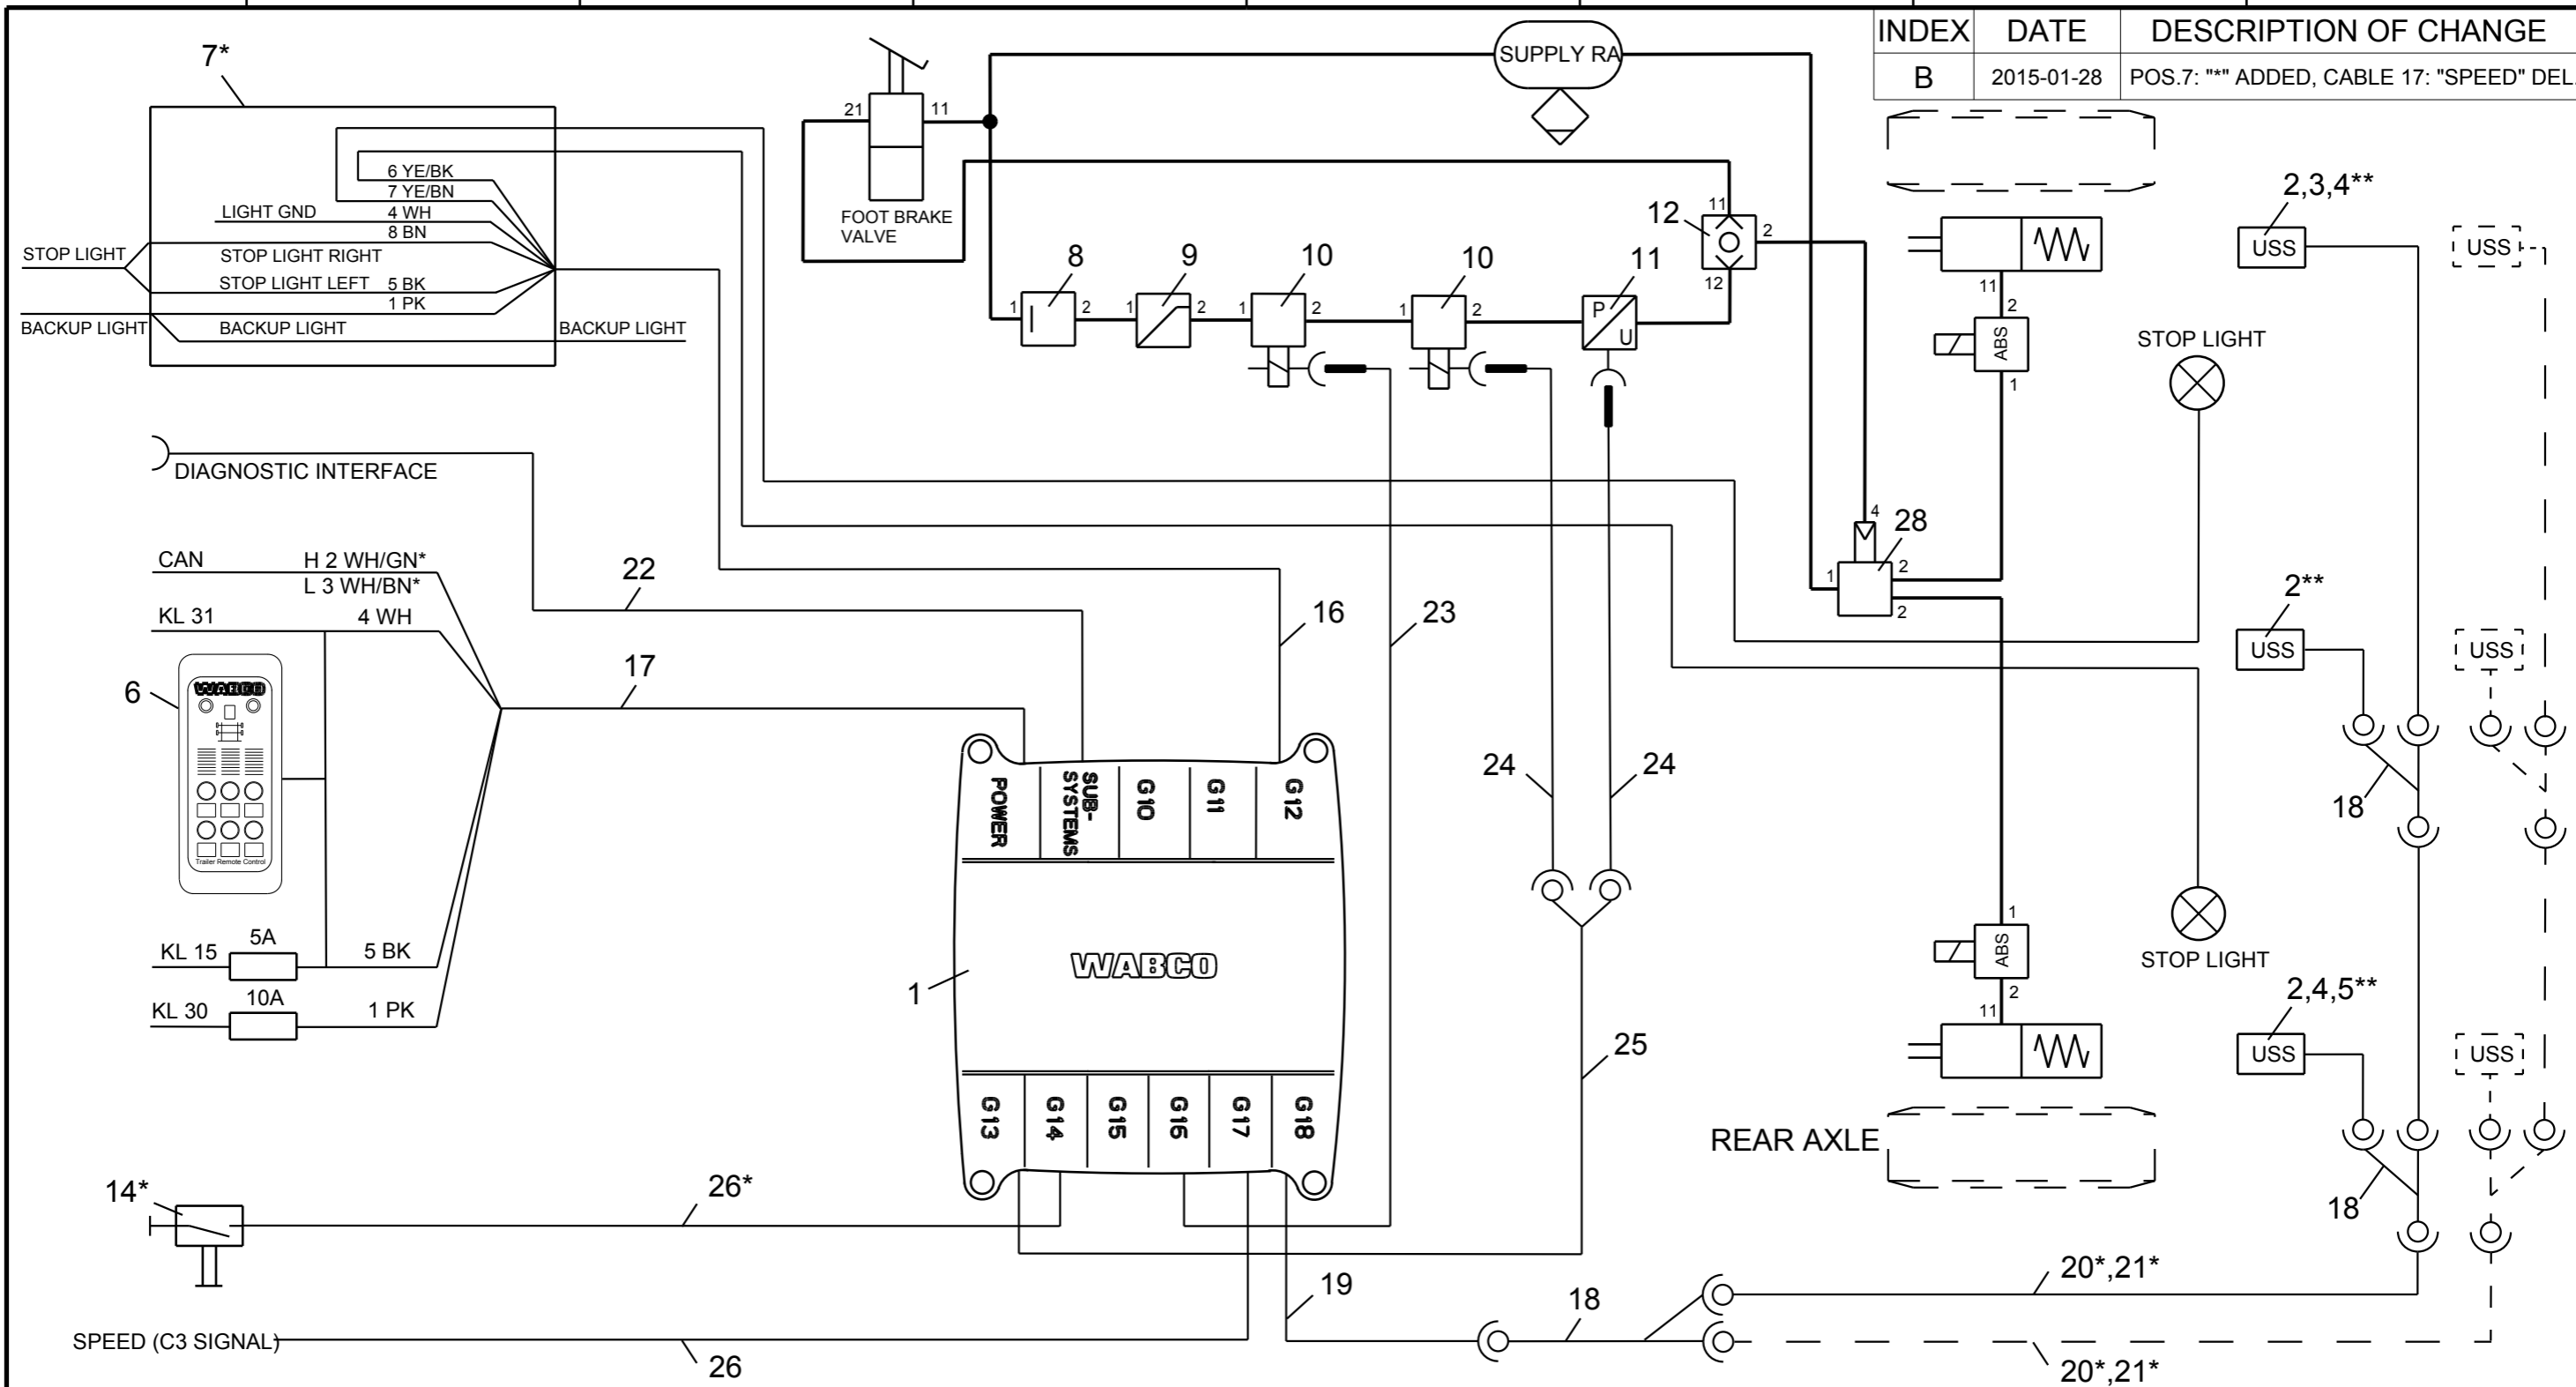 INDEX DATE DESCRIPTION OF CHANGE
B 2015-01-28 POS.7: "*" ADDED, CABLE 17: "SPEED" DEL.
7*
6 YE/BK
7 YE/BN
LIGHT GND 4 WH
8 BN
STOP LIGHT
STOP LIGHT RIGHT
STOP LIGHT LEFT 5 BK
1 PK
BACKUP LIGHT
BACKUP LIGHT
BACKUP LIGHT
21
11
FOOT BRAKE
VALVE
SUPPLY RA
8
1
2
9
1
2
10
1
2
10
1
2
11
P
U
12
11
2
12
11
2
ABS
1
STOP LIGHT
2,3,4**
USS
USS
DIAGNOSTIC INTERFACE
CAN H 2 WH/GN*
L 3 WH/BN*
KL 31 4 WH
22
17
16
23
4
28
1
2
2
2**
USS
USS
6
WABCO
Trailer Remote Control
24
24
18
POWER
SUB-
SYSTEMS
G10
G11
G12
KL 15 5A 5 BK
KL 30 10A 1 PK
1
WABCO
25
1
ABS
2
11
STOP LIGHT
2,4,5**
USS
USS
G13
G14
G15
G16
G17
G18
REAR AXLE
18
14*
26*
19
18
20*,21*
SPEED (C3 SIGNAL)
26
20*,21*